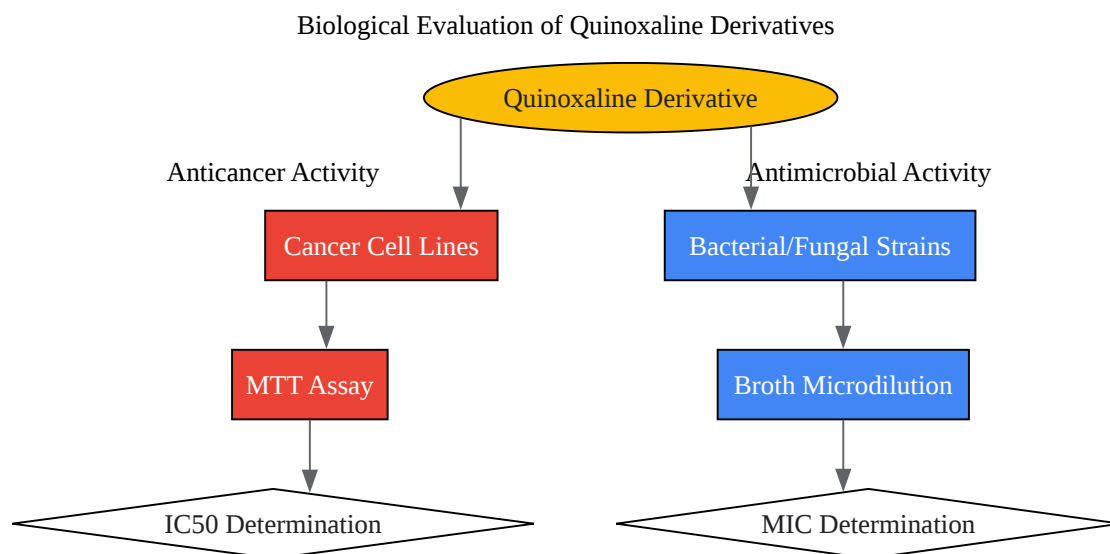 Biological Evaluation of Quinoxaline Derivatives
Quinoxaline Derivative
Anticancer Activity
Antimicrobial Activity
Cancer Cell Lines
Bacterial/Fungal Strains
MTT Assay
Broth Microdilution
IC50 Determination
MIC Determination